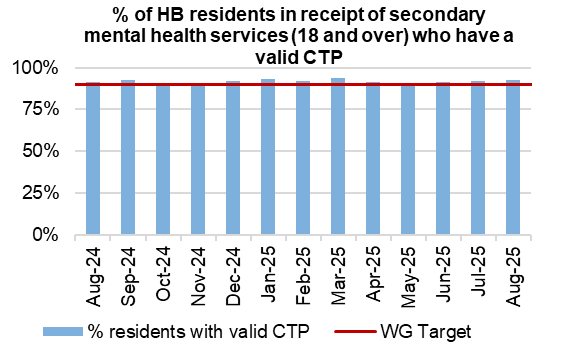 % of HB residents in receipt of secondary
mental health services (18 and over) who have a
valid CTP
100%
75%
50%
25%
0%
Aug-24
Sep-24
Oct-24
Nov-24
Dec-24
Jan-25
Feb-25
Mar-25
Apr-25
May-25
Jun-25
Jul-25
Aug-25
% residents with valid CTP
WG Target